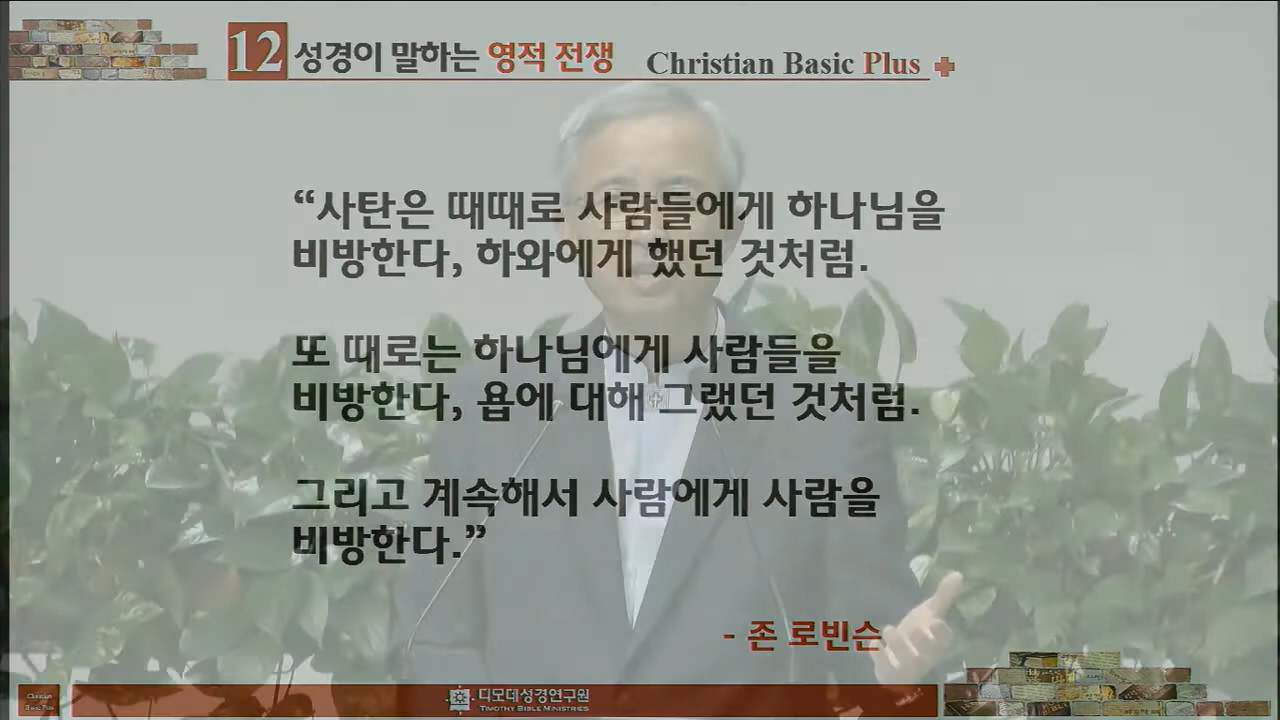 12 성경이 말하는 영적 전쟁 Christian Basic Plus
“사탄은 때때로 사람들에게 하나님을
비방한다, 하와에게 했던 것처럼.
또 때로는 하나님에게 사람들을
비방한다, 욥에 대해 그랬던 것처럼.
그리고 계속해서 사람에게 사람을
비방한다.”
- 존 로빈슨
Christian
Basic Plus
디모데성경연구원
TIMOTHY BIBLE MINISTRIES